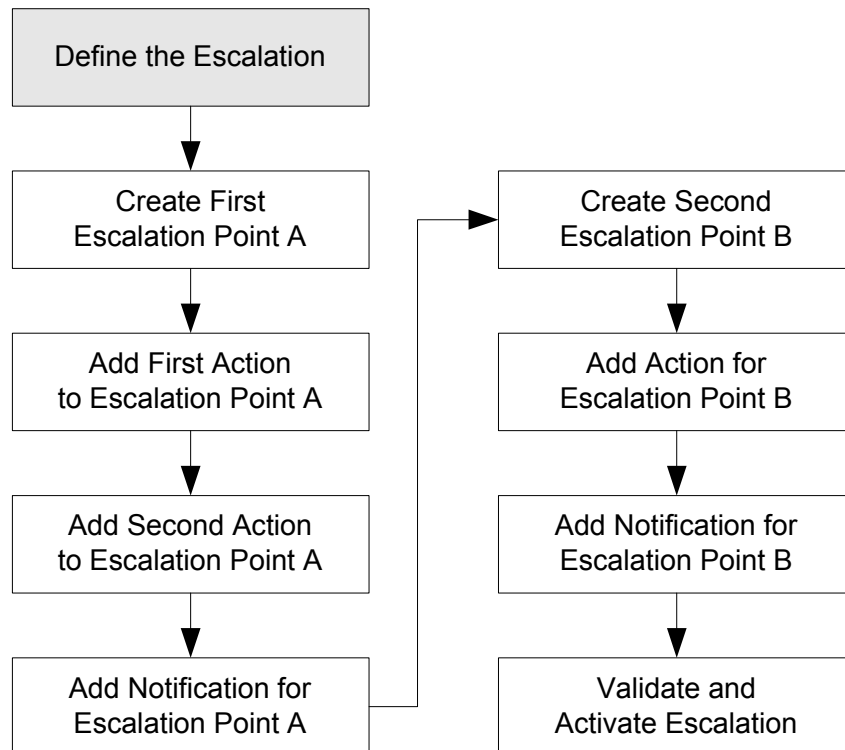 Define the Escalation
Create First
Escalation Point A
Add First Action
to Escalation Point A
Add Second Action
to Escalation Point A
Add Notification for
Escalation Point A
Create Second
Escalation Point B
Add Action for
Escalation Point B
Add Notification for
Escalation Point B
Validate and
Activate Escalation